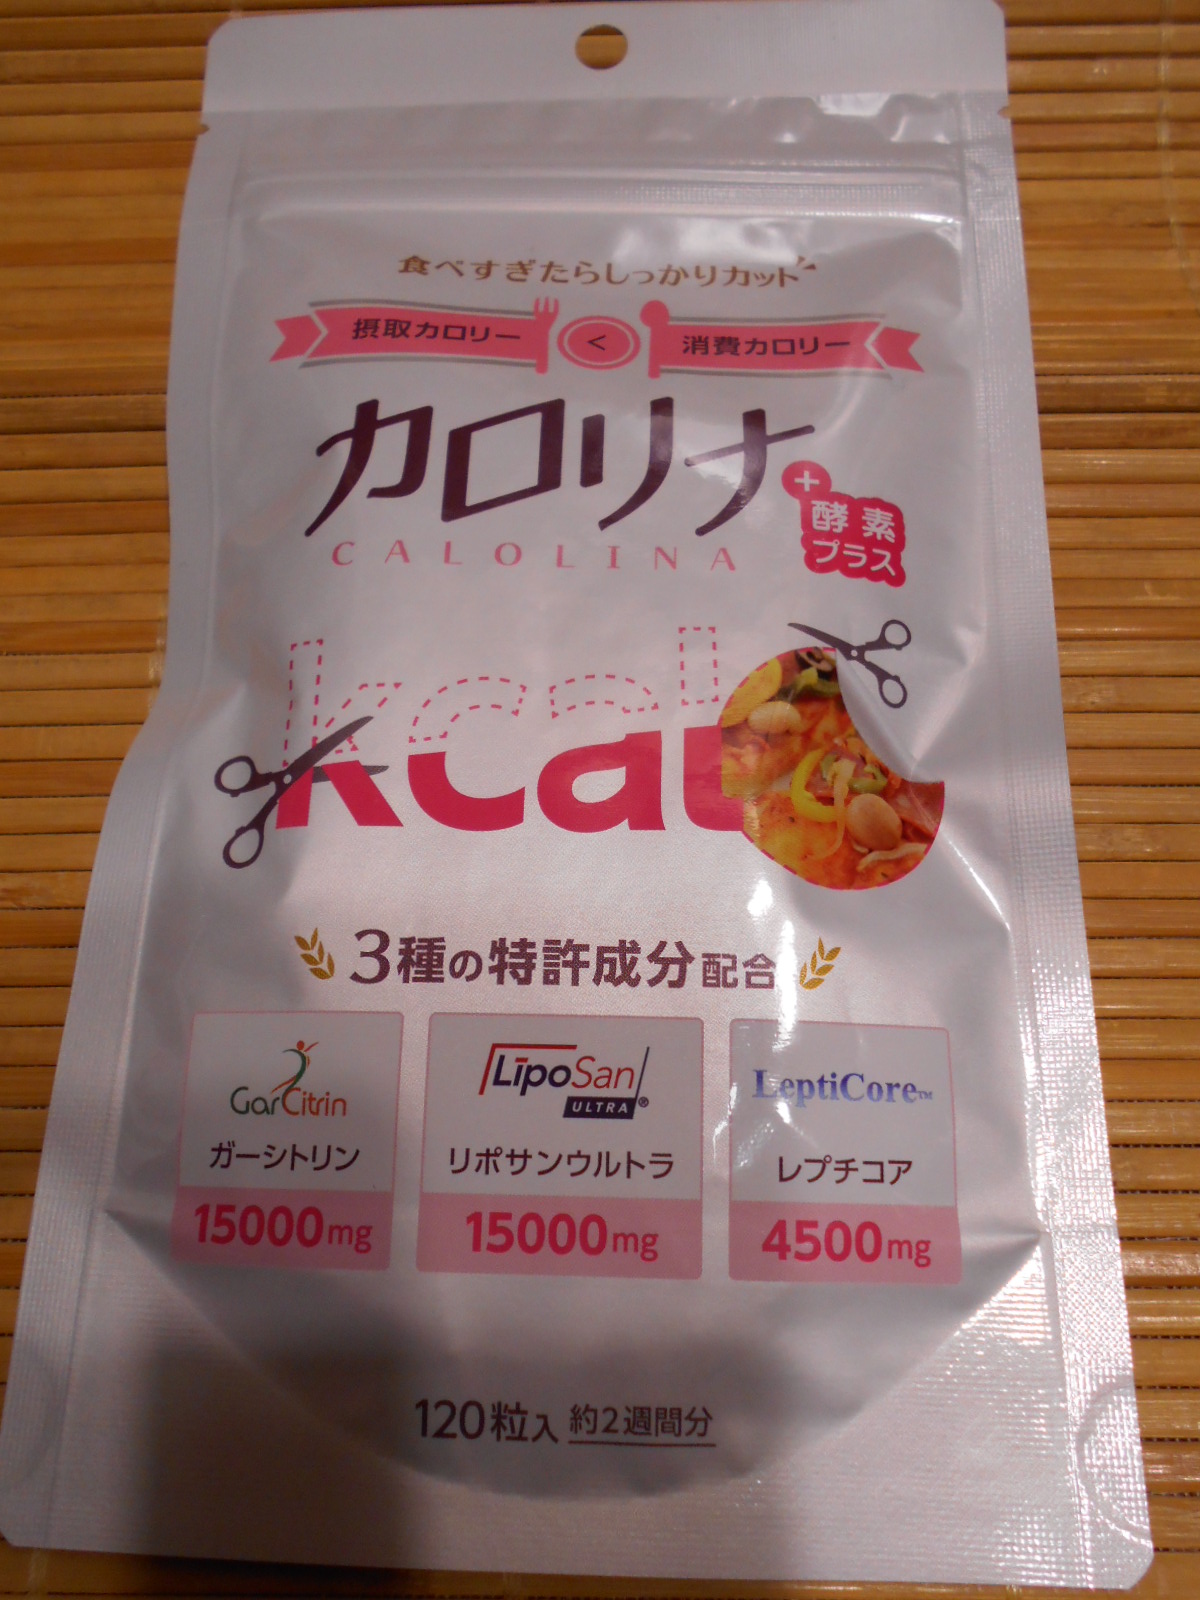 食べすぎたらしっかりカット
摂取カロリー < 消費カロリー
カロリナ
CALOLINA
+
酵素
プラス
kcal
3種の特許成分配合
GarCitrin
ガーシトリン
15000mg
LipoSan
ULTRA®
リポサンウルトラ
15000mg
LeptiCore™
レプチコア
4500mg
120粒入 約2週間分